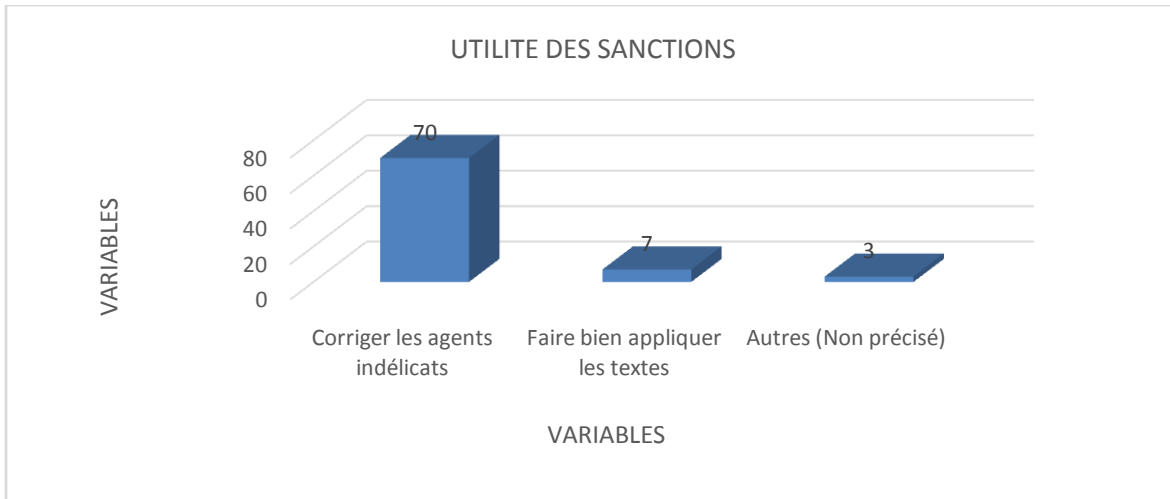 UTILITE DES SANCTIONS
VARIABLES
80
60
40
20
0
70
7
3
Corriger les agents
indélicats
Faire bien appliquer
les textes
Autres (Non précisé)
VARIABLES